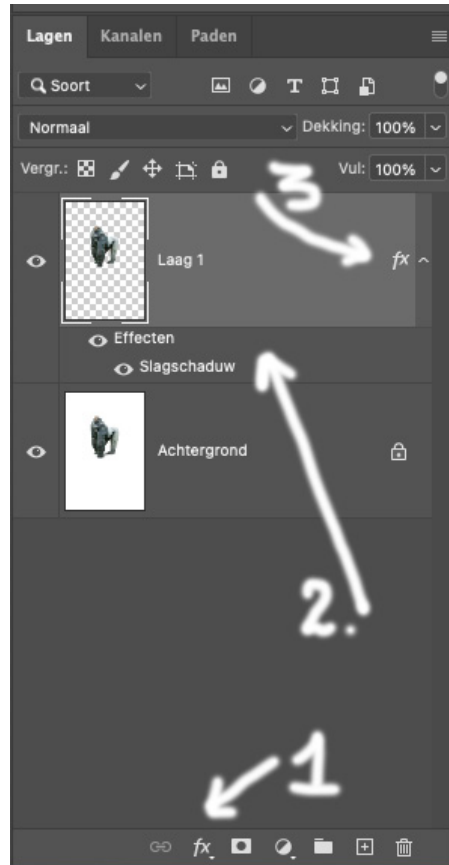 Lagen Kanalen Paden
Soort
Normaal Dekking: 100%
Vergr.: Vul: 100%
3
Laag 1 fx
Effecten
Slagschaduw
Achtergrond
2.
1
fx